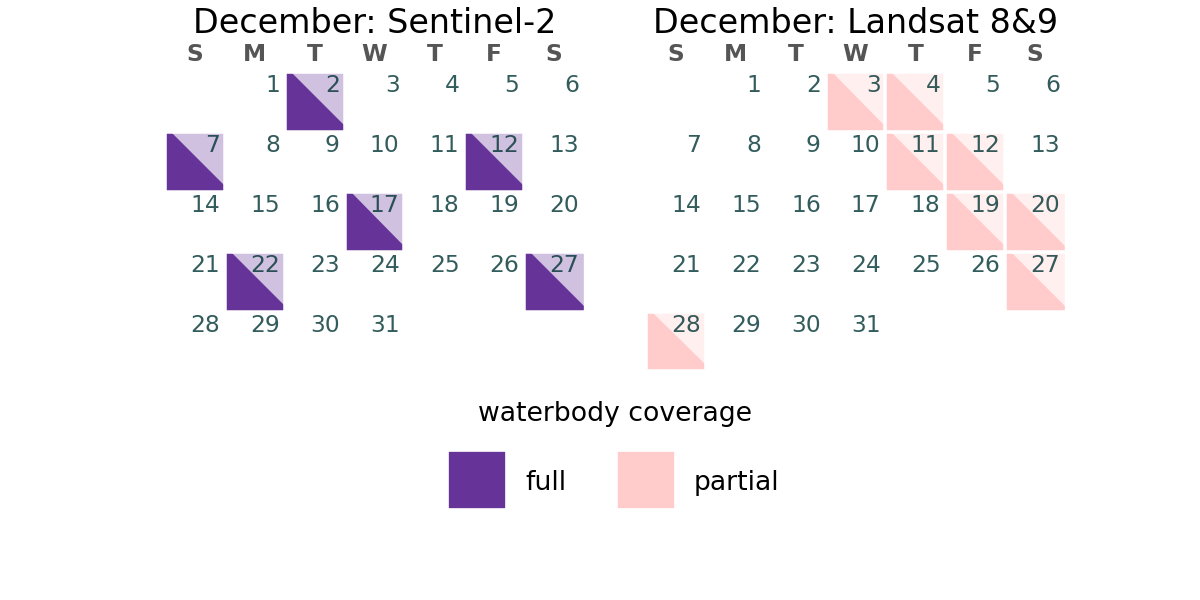 December: Sentinel-2
S M T W T F S
1 2 3 4 5 6
7 8 9 10 11 12 13
14 15 16 17 18 19 20
21 22 23 24 25 26 27
28 29 30 31
December: Landsat 8&9
S M T W T F S
1 2 3 4 5 6
7 8 9 10 11 12 13
14 15 16 17 18 19 20
21 22 23 24 25 26 27
28 29 30 31
waterbody coverage
full partial